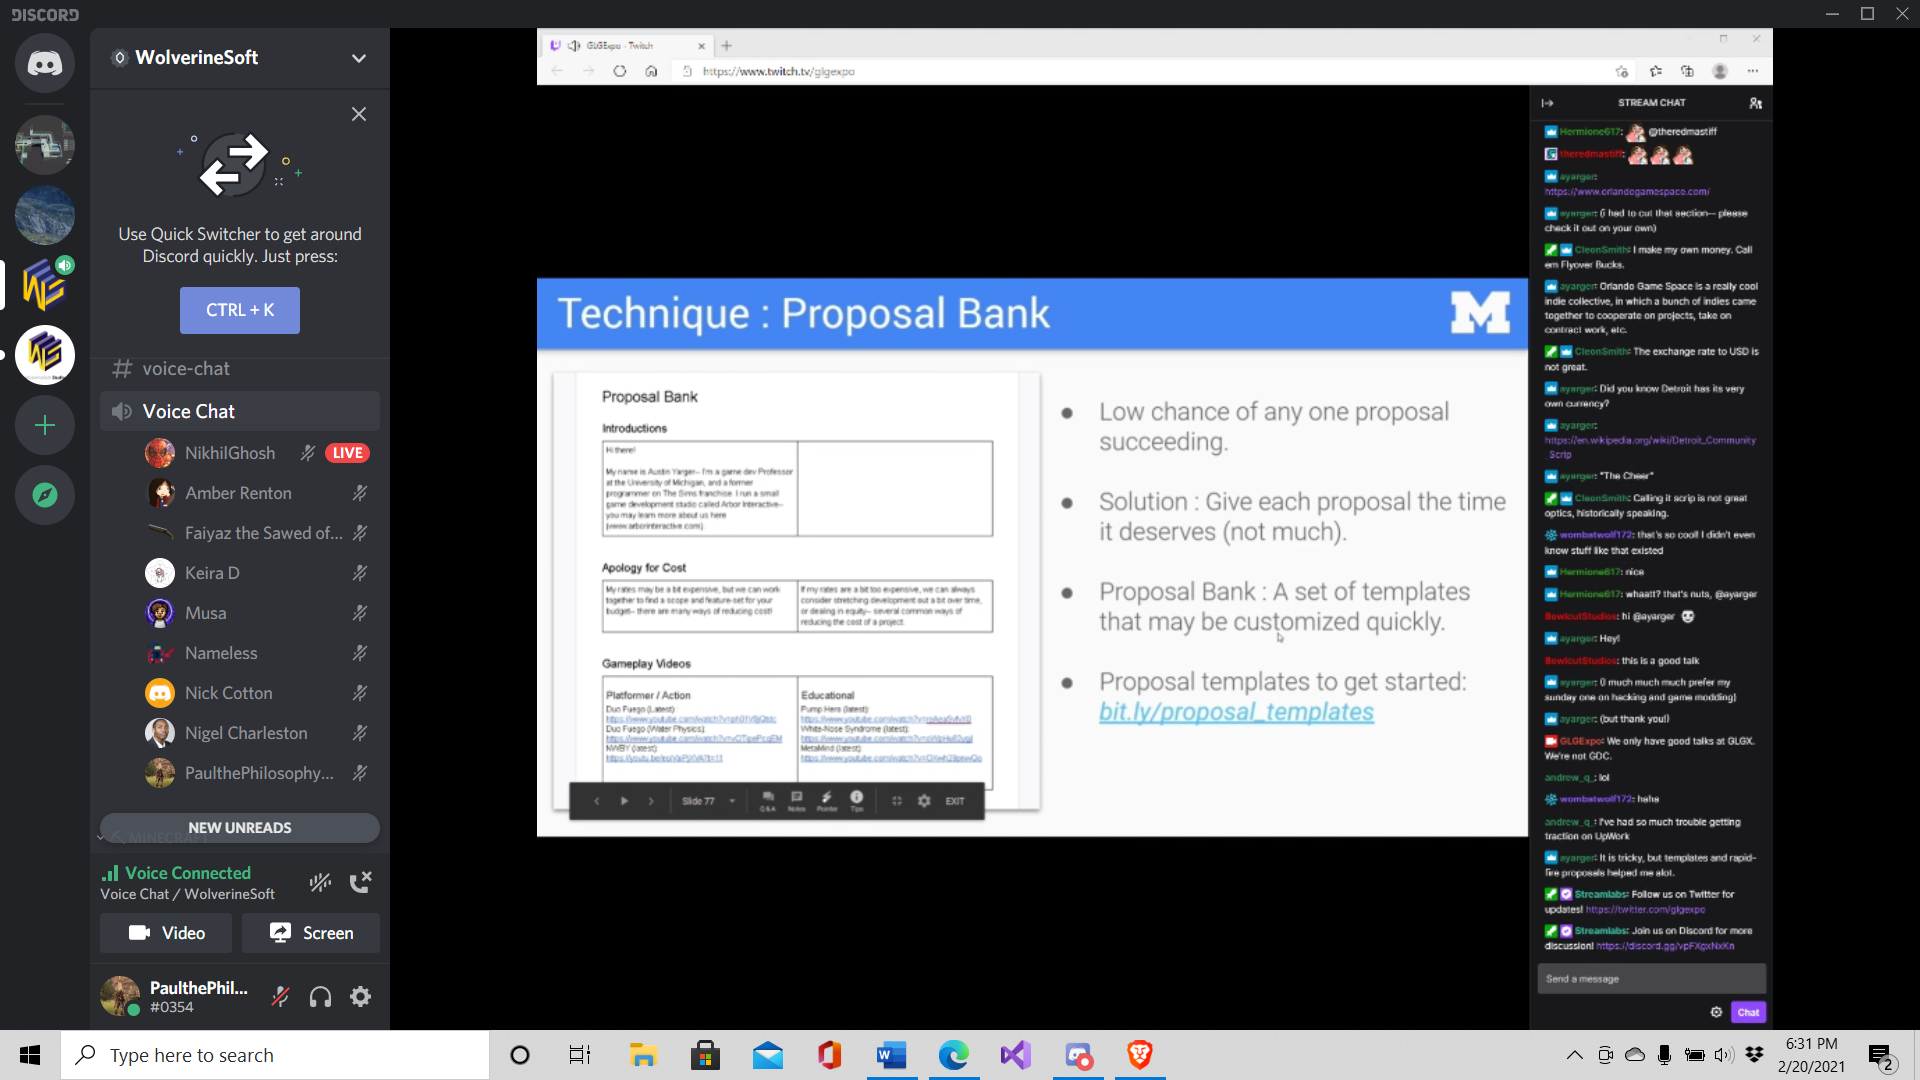 DISCORD
WolverineSoft
Use Quick Switcher to get around
Discord quickly. Just press:
CTRL + K
voice-chat
Voice Chat
NikhilGhosh
LIVE
Amber Renton
Faiyaz the Sawed of...
Keira D
Musa
Nameless
Nick Cotton
Nigel Charleston
PaulthePhilosophy...
NEW UNREADS
Voice Connected
Voice Chat / WolverineSoft
Video
Screen
PaulthePhil...
#0354
GLGExpo - Twitch
https://www.twitch.tv/glgexpo
Technique : Proposal Bank
Proposal Bank
Introductions
Hi there!
My name is Austin Yarger-- I'm a game dev Professor
at the University of Michigan, and a former
programmer on The Sims franchise. I run a small
game development studio called Arbor Interactive--
you may learn more about us here
(www.arborinteractive.com).
Apology for Cost
My rates may be a bit expensive, but we can work
together to find a scope and feature-set for your
budget-- there are many ways of reducing cost!
If my rates are a bit too expensive, we can always
consider stretching development out a bit over time,
or dealing in equity-- several common ways of
reducing the cost of a project.
Gameplay Videos
Platformer / Action
Duo Fuego (Latest) :
Duo Fuego (Water Physics):
NWBY (latest):
Educational
Pump Hero (latest):
White-Nose Syndrome (latest):
MetaMind (latest):
Slide 77
Q&A
Notes
Pointer
Tips
EXIT
Low chance of any one proposal
succeeding.
Solution : Give each proposal the time
it deserves (not much).
Proposal Bank : A set of templates
that may be customized quickly.
Proposal templates to get started:
bit.ly/proposal_templates
STREAM CHAT
Hermione617: @theredmastiff
theredmastiff:
ayarger:
https://www.orlandogamespace.com/
ayarger: (i had to cut that section-- please
check it out on your own)
CleonSmith: I make my own money. Call
em Flyover Bucks.
ayarger: Orlando Game Space is a really cool
indie collective, in which a bunch of indies came
together to cooperate on projects, take on
contract work, etc.
CleonSmith: The exchange rate to USD is
not great.
ayarger: Did you know Detroit has its very
own currency?
ayarger:
https://en.wikipedia.org/wiki/Detroit_Community
_Scrip
ayarger: "The Cheer"
CleonSmith: Calling it scrip is not great
optics, historically speaking.
wombatwolf172: that's so cool! I didn't even
know stuff like that existed
Hermione617: nice
Hermione617: whaatt? that's nuts, @ayarger
BowlcutStudios: hi @ayarger
ayarger: Hey!
BowlcutStudios: this is a good talk
ayarger: (I much much much prefer my
sunday one on hacking and game modding)
ayarger: (but thank you!)
GLGExpo: We only have good talks at GLGX.
We're not GDC.
andrew_q_: lol
wombatwolf172: haha
andrew_q_: I've had so much trouble getting
traction on UpWork
ayarger: It is tricky, but templates and rapid-
fire proposals helped me alot.
Streamlabs: Follow us on Twitter for
updates! https://twitter.com/glgexpo
Streamlabs: Join us on Discord for more
discussion! https://discord.gg/vpFXgxNxKn
Send a message
Chat
Type here to search
6:31 PM
2/20/2021
2